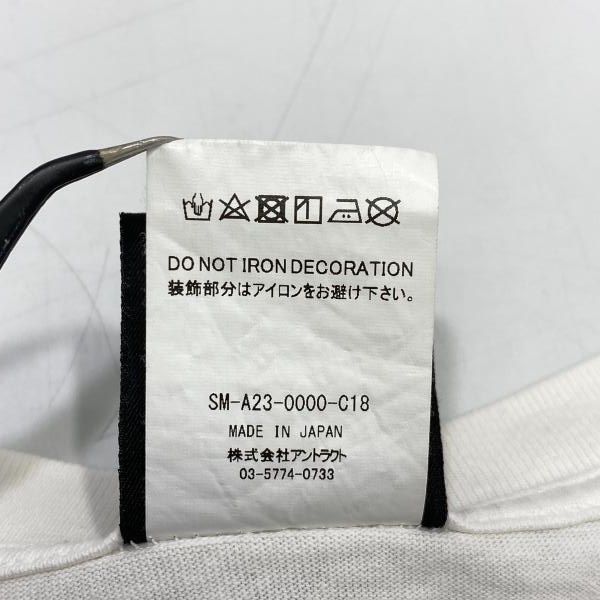 DO NOT IRON DECORATION
装飾部分はアイロンをお避け下さい。
SM-A23-0000-C18
MADE IN JAPAN
株式会社アントラクト
03-5774-0733